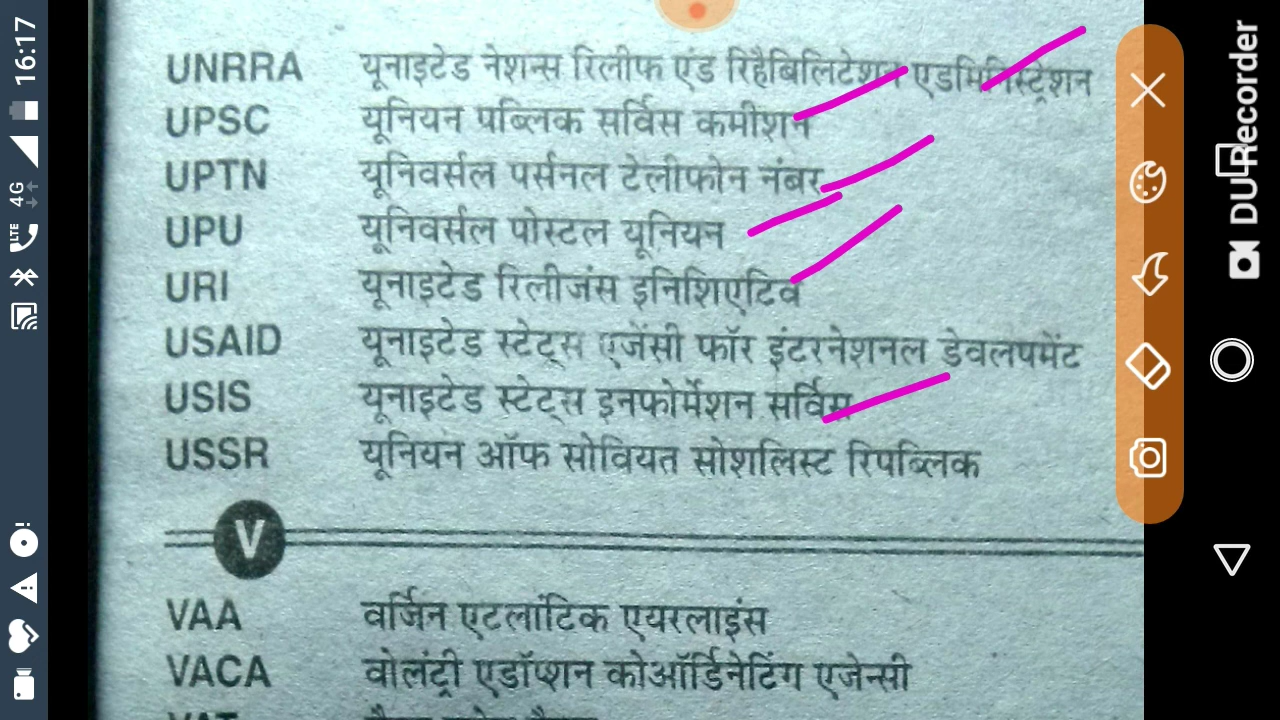 UNRRA यूनाइटेड नेशन्स रिलीफ एंड रिहैबिलिटेशन एडमिनिस्ट्रेशन
UPSC यूनियन पब्लिक सर्विस कमीशन
UPTN यूनिवर्सल पर्सनल टेलीफोन नंबर
UPU यूनिवर्सल पोस्टल यूनियन
URI यूनाइटेड रिलीजंस इनिशिएटिव
USAID यूनाइटेड स्टेट्स एजेंसी फॉर इंटरनेशनल डेवलपमेंट
USIS यूनाइटेड स्टेट्स इनफोर्मेशन सर्विस
USSR यूनियन ऑफ सोवियत सोशलिस्ट रिपब्लिक
V
VAA वर्जिन एटलांटिक एयरलाइंस
VACA वोलंट्री एडॉप्शन कोऑर्डिनेटिंग एजेन्सी
16:17
4G
LTE
DU Recorder